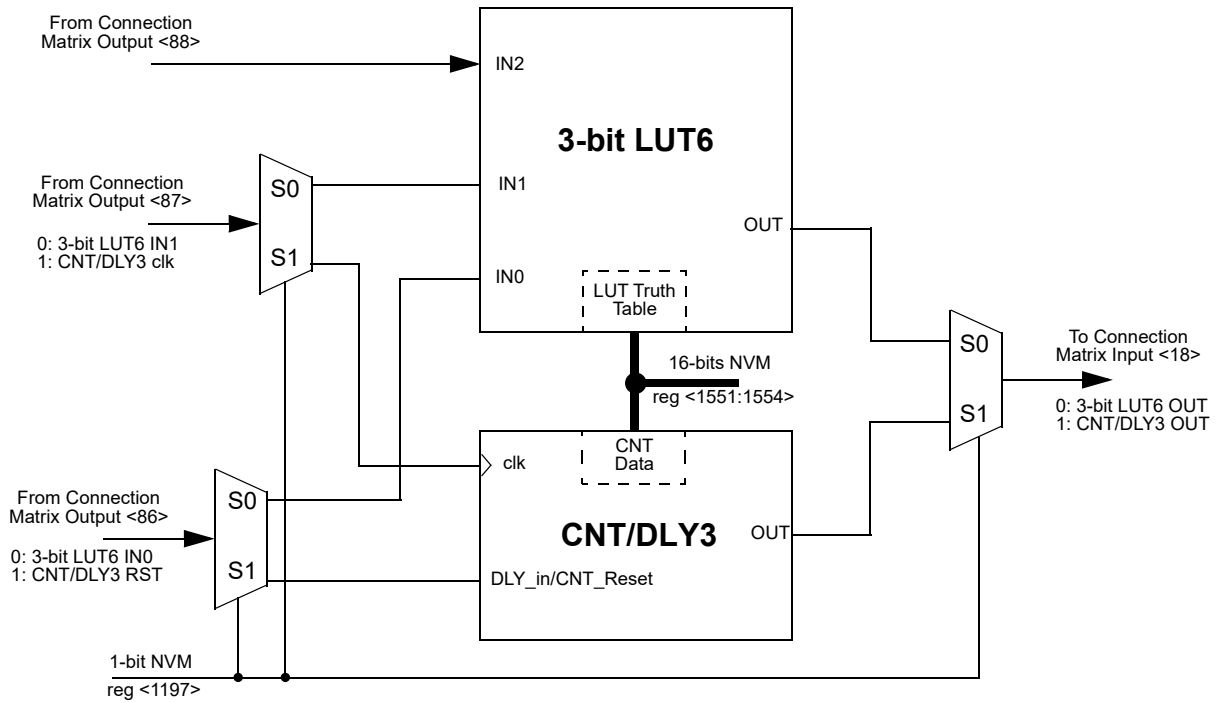 From Connection
Matrix Output <88>
IN2
3-bit LUT6
From Connection
Matrix Output <87>
0: 3-bit LUT6 IN1
1: CNT/DLY3 clk
S0
S1
IN1
IN0
OUT
LUT Truth
Table
16-bits NVM
reg <1551:1554>
S0
S1
To Connection
Matrix Input <18>
0: 3-bit LUT6 OUT
1: CNT/DLY3 OUT
CNT
Data
clk
CNT/DLY3
OUT
DLY_in/CNT_Reset
From Connection
Matrix Output <86>
0: 3-bit LUT6 IN0
1: CNT/DLY3 RST
S0
S1
1-bit NVM
reg <1197>